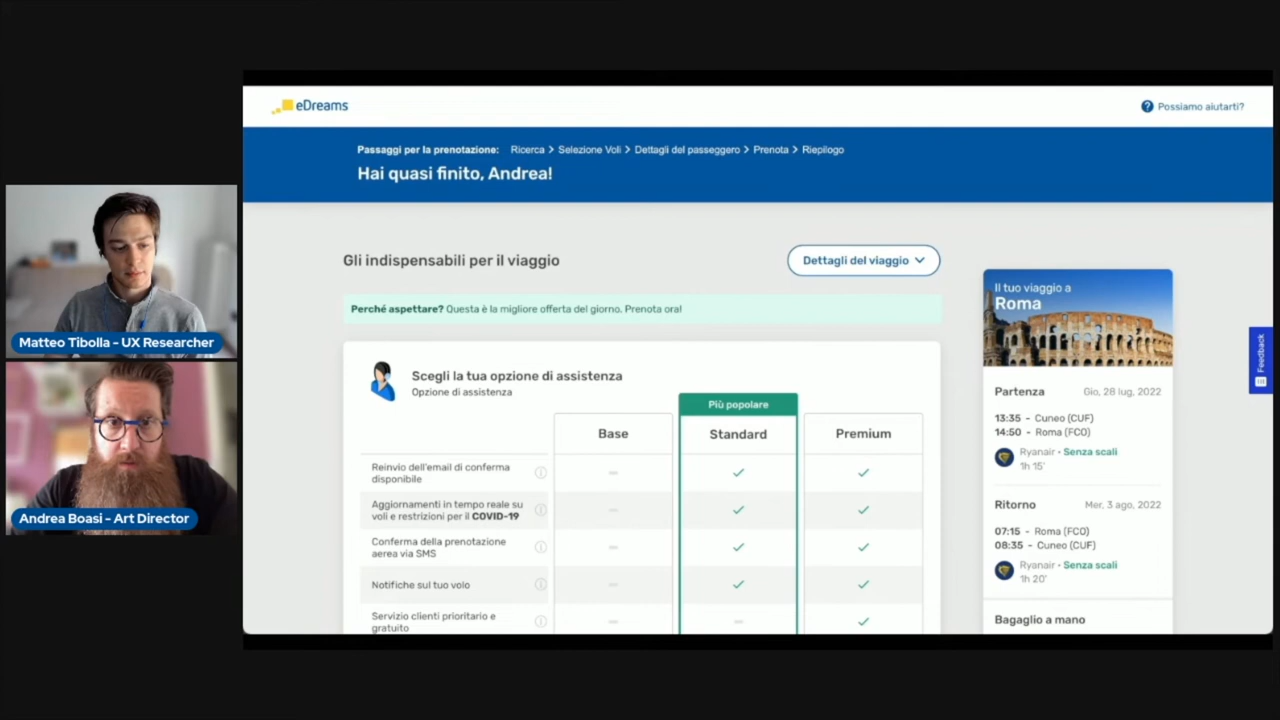 eDreams
Possiamo aiutarti?
Passaggi per la prenotazione: Ricerca > Selezione Voli > Dettagli del passeggero > Prenota > Riepilogo
Hai quasi finito, Andrea!
Gli indispensabili per il viaggio
Dettagli del viaggio
Perché aspettare? Questa è la migliore offerta del giorno. Prenota ora!
Scegli la tua opzione di assistenza
Opzione di assistenza
Più popolare
Base
Standard
Premium
Reinvio dell'email di conferma
disponibile
Aggiornamenti in tempo reale su
voli e restrizioni per il COVID-19
Conferma della prenotazione
aerea via SMS
Notifiche sul tuo volo
Servizio clienti prioritario e
gratuito
Il tuo viaggio a
Roma
Partenza
Gio, 28 lug, 2022
13:35 - Cuneo (CUF)
14:50 - Roma (FCO)
Ryanair · Senza scali
1h 15'
Ritorno
Mer, 3 ago, 2022
07:15 - Roma (FCO)
08:35 - Cuneo (CUF)
Ryanair · Senza scali
1h 20'
Bagaglio a mano
Feedback
Matteo Tibolla - UX Researcher
Andrea Boasi - Art Director